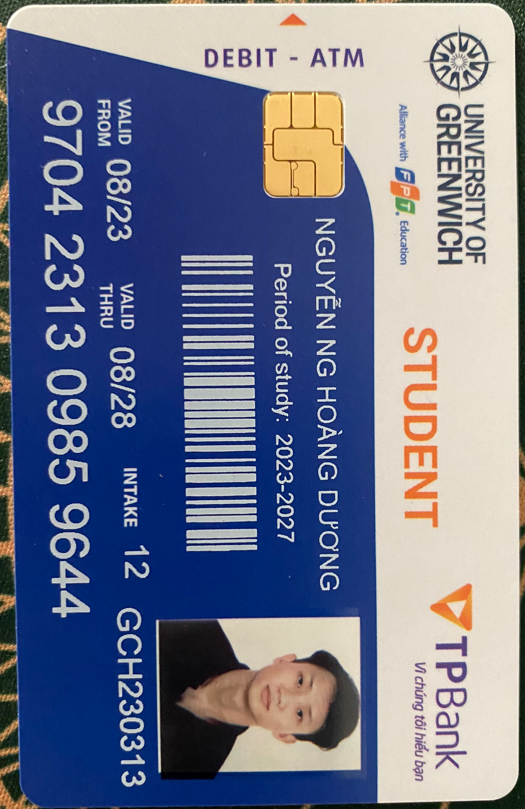 UNIVERSITY OF
GREENWICH
Alliance with FPT Education
STUDENT
TPBank
Vì chúng tôi hiểu bạn
DEBIT - ATM
NGUYỄN NG HOÀNG DƯƠNG
Period of study: 2023-2027
VALID FROM 08/23 VALID THRU 08/28 INTAKE 12 GCH230313
9704 2313 0985 9644